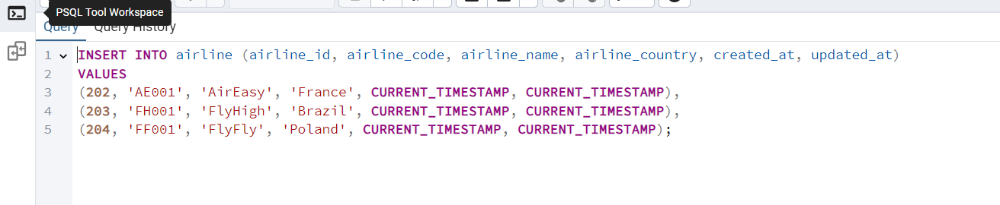 PSQL Tool Workspace
Query Query History
1 INSERT INTO airline (airline_id, airline_code, airline_name, airline_country, created_at, updated_at)
2 VALUES
3 (202, 'AE001', 'AirEasy', 'France', CURRENT_TIMESTAMP, CURRENT_TIMESTAMP),
4 (203, 'FH001', 'FlyHigh', 'Brazil', CURRENT_TIMESTAMP, CURRENT_TIMESTAMP),
5 (204, 'FF001', 'FlyFly', 'Poland', CURRENT_TIMESTAMP, CURRENT_TIMESTAMP);